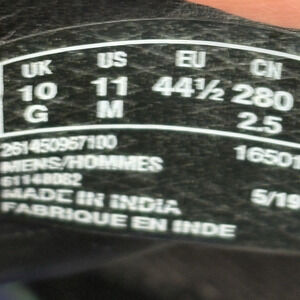 UK US EU CN
10 11 44½ 280
G M 2.5
261450967100 16501
MENS/HOMMES
61148082
MADE IN INDIA 5/19
FABRIQUE EN INDE